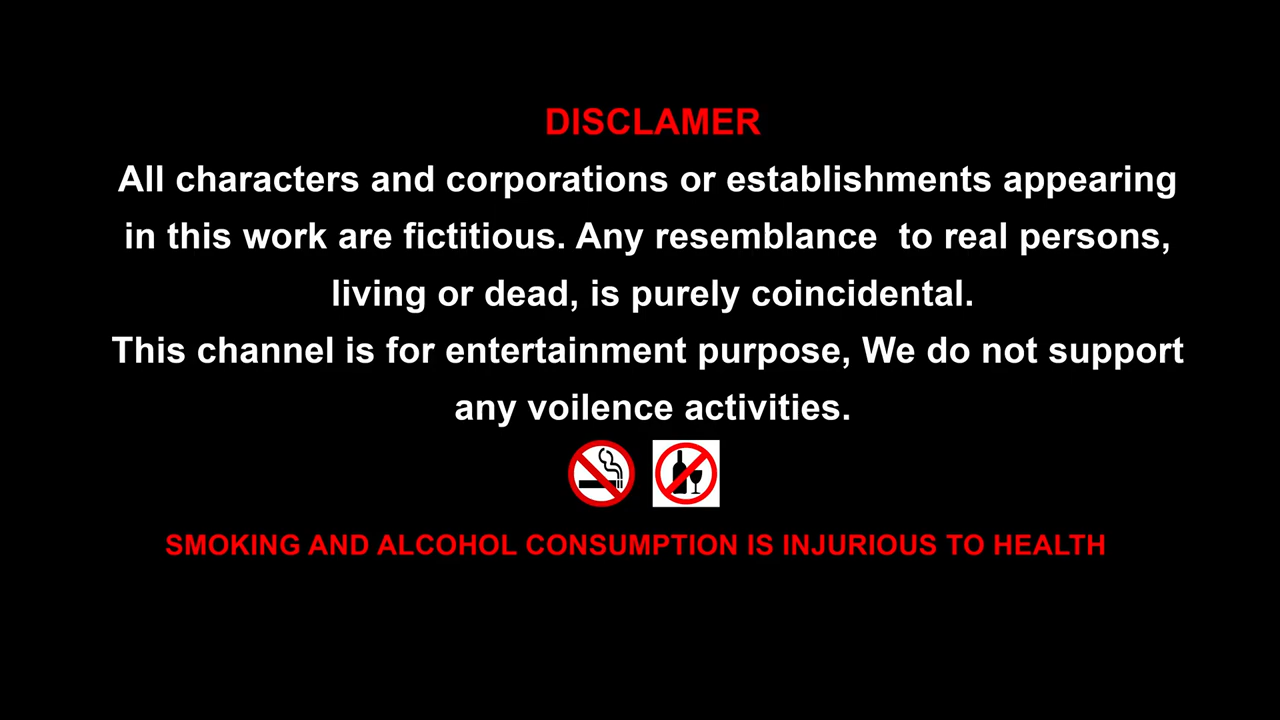 DISCLAMER
All characters and corporations or establishments appearing
in this work are fictitious. Any resemblance  to real persons,
living or dead, is purely coincidental.
This channel is for entertainment purpose, We do not support
any voilence activities.
SMOKING AND ALCOHOL CONSUMPTION IS INJURIOUS TO HEALTH